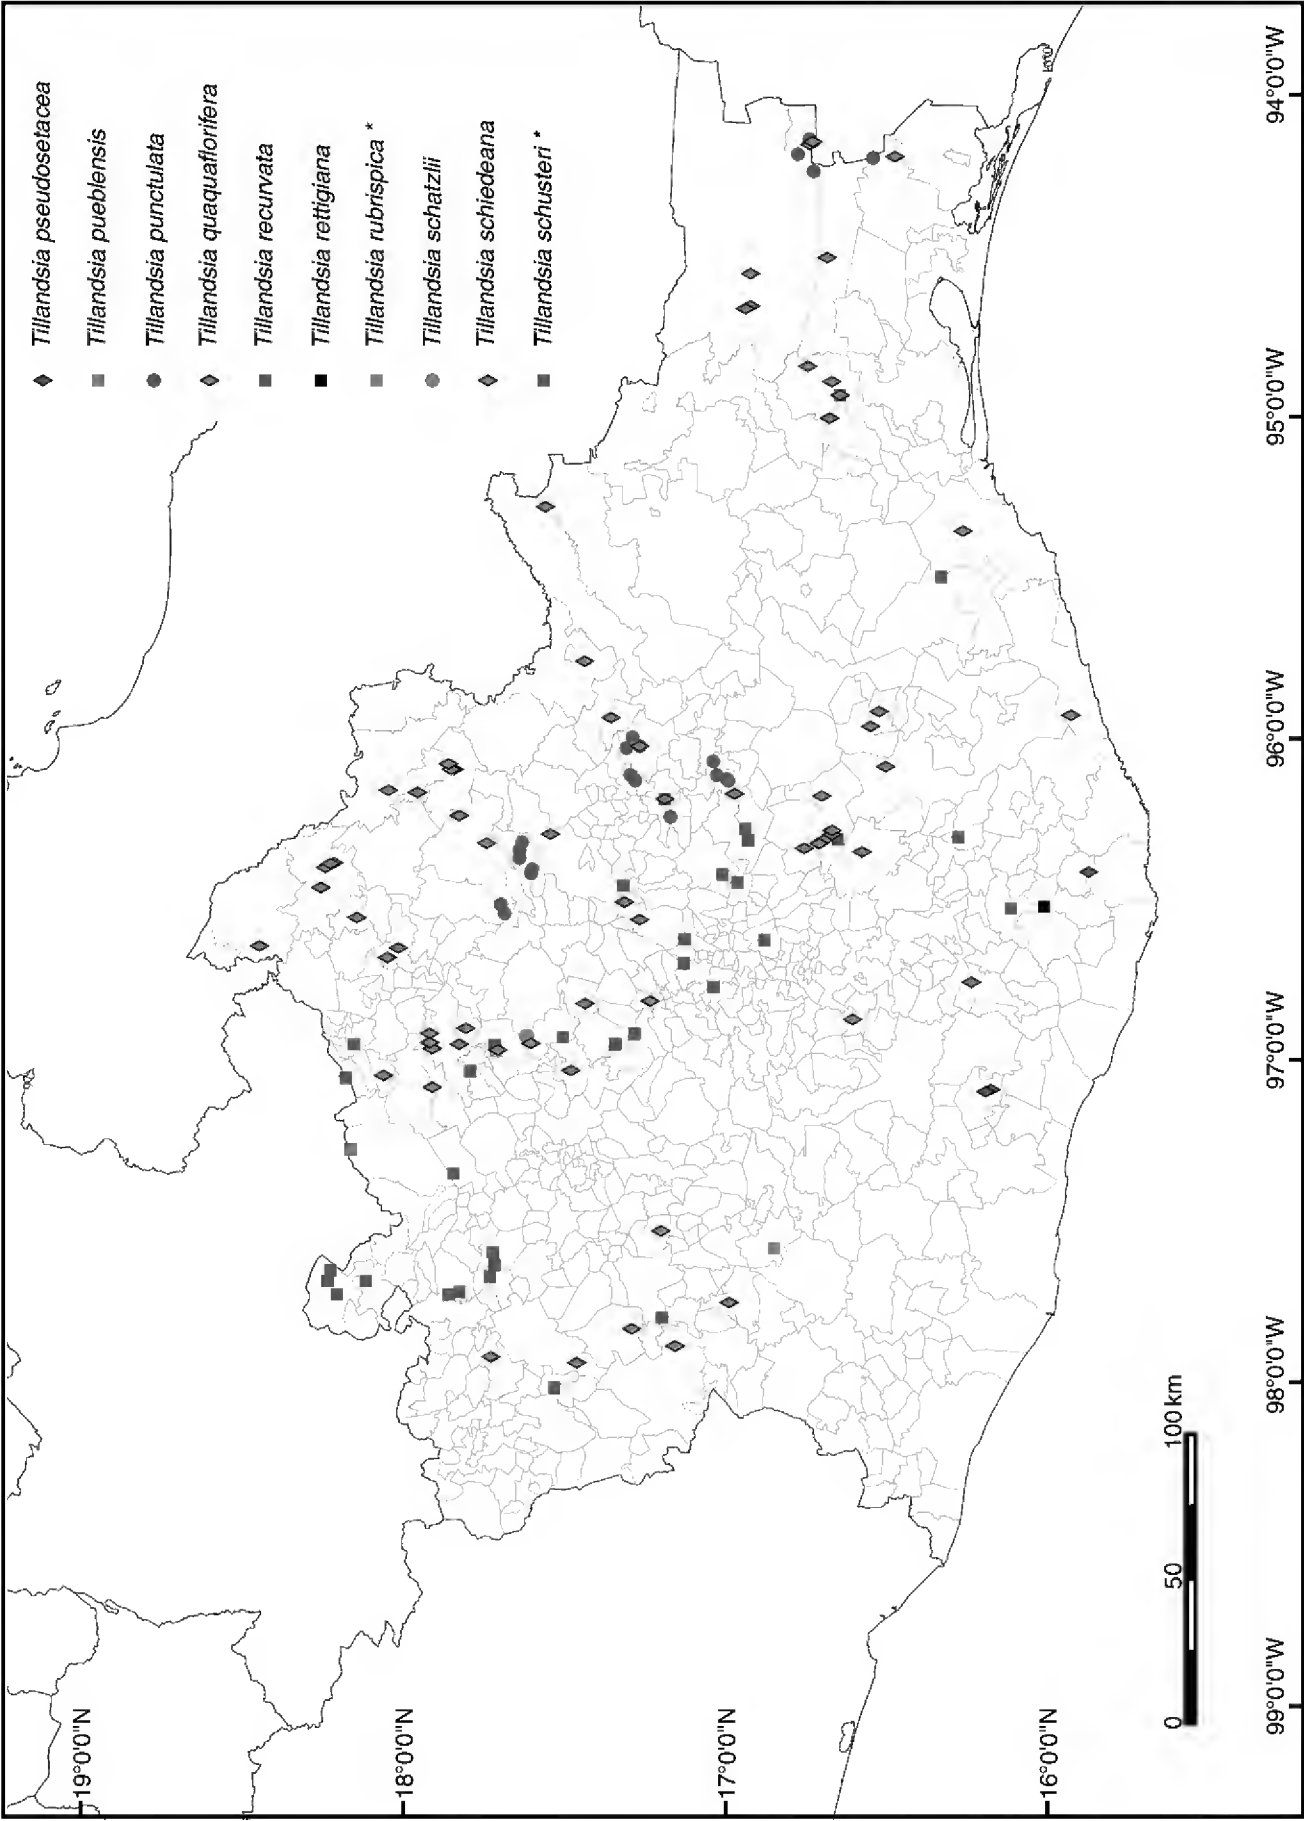 Tillandsia pseudosetacea
Tillandsia pueblensis
Tillandsia punctulata
Tillandsia quaquaflorifera
Tillandsia recurvata
Tillandsia rettigiana
Tillandsia rubrispica *
Tillandsia schatzlii
Tillandsia schiedeana
Tillandsia schusteri *
19°0'0"N
18°0'0"N
17°0'0"N
16°0'0"N
0 50 100 km
99°0'0"W 98°0'0"W 97°0'0"W 96°0'0"W 95°0'0"W 94°0'0"W